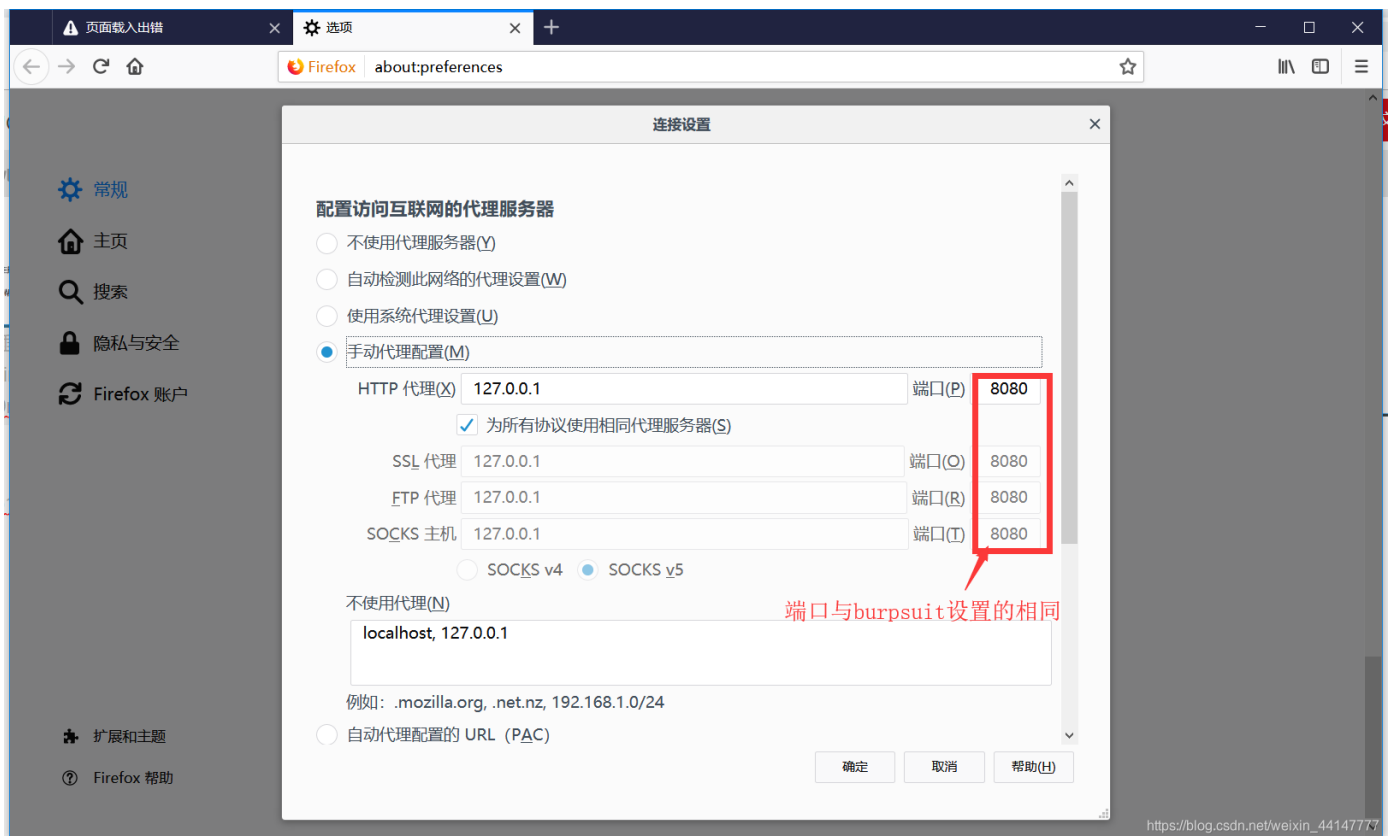 页面载入出错
选项
Firefox about:preferences
连接设置
常规
主页
搜索
隐私与安全
Firefox 账户
扩展和主题
Firefox 帮助
配置访问互联网的代理服务器
不使用代理服务器(Y)
自动检测此网络的代理设置(W)
使用系统代理设置(U)
手动代理配置(M)
HTTP 代理(X) 127.0.0.1 端口(P) 8080
为所有协议使用相同代理服务器(S)
SSL 代理 127.0.0.1 端口(O) 8080
FTP 代理 127.0.0.1 端口(R) 8080
SOCKS 主机 127.0.0.1 端口(T) 8080
SOCKS v4 SOCKS v5
不使用代理(N)
端口与burpsuit设置的相同
localhost, 127.0.0.1
例如：.mozilla.org, .net.nz, 192.168.1.0/24
自动代理配置的 URL（PAC）
确定 取消 帮助(H)
https://blog.csdn.net/weixin_44147777